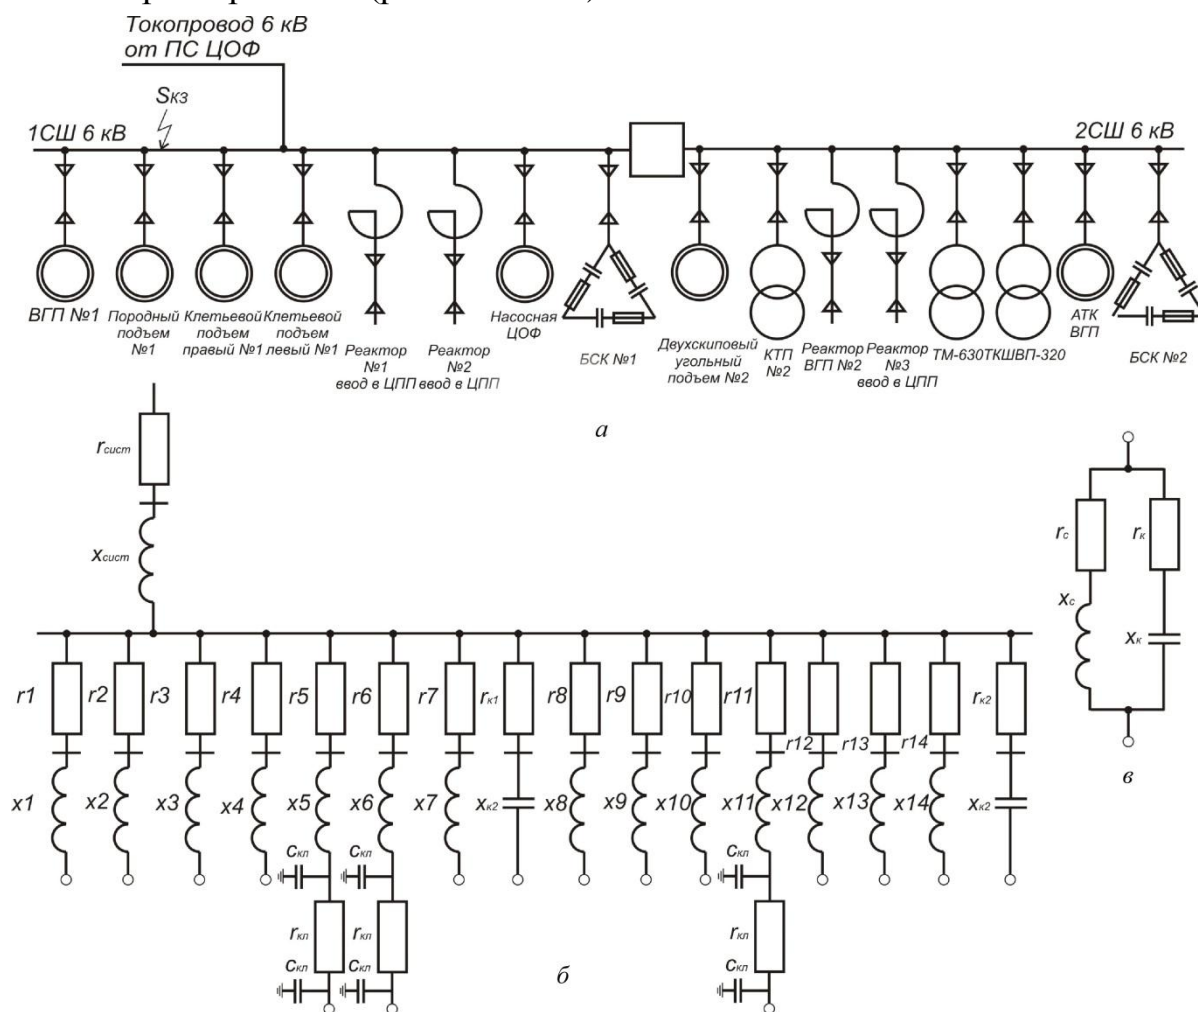 Токопровод 6 кВ
от ПС ЦОФ
Sкз
1СШ 6 кВ
2СШ 6 кВ
ВГП №1
Породный
подъем
№1
Клетьевой
подъем
правый №1
Клетьевой
подъем
левый №1
Реактор
№1
ввод в ЦПП
Реактор
№2
ввод в ЦПП
Насосная
ЦОФ
БСК №1
Двухскиповый
угольный
подъем №2
КТП
№2
Реактор
ВГП №2
Реактор
№3
ввод в ЦПП
ТМ-630
ТКШВП-320
АТК
ВГП
БСК №2
а
rсист
xсист
r1
r2
r3
r4
r5
r6
r7
rк1
r8
r9
r10
r11
r12
r13
r14
rк2
x1
x2
x3
x4
x5
x6
x7
xк2
x8
x9
x10
x11
x12
x13
x14
xк2
cкл
cкл
cкл
rкл
rкл
rкл
cкл
cкл
cкл
б
rс
rк
xс
xк
в